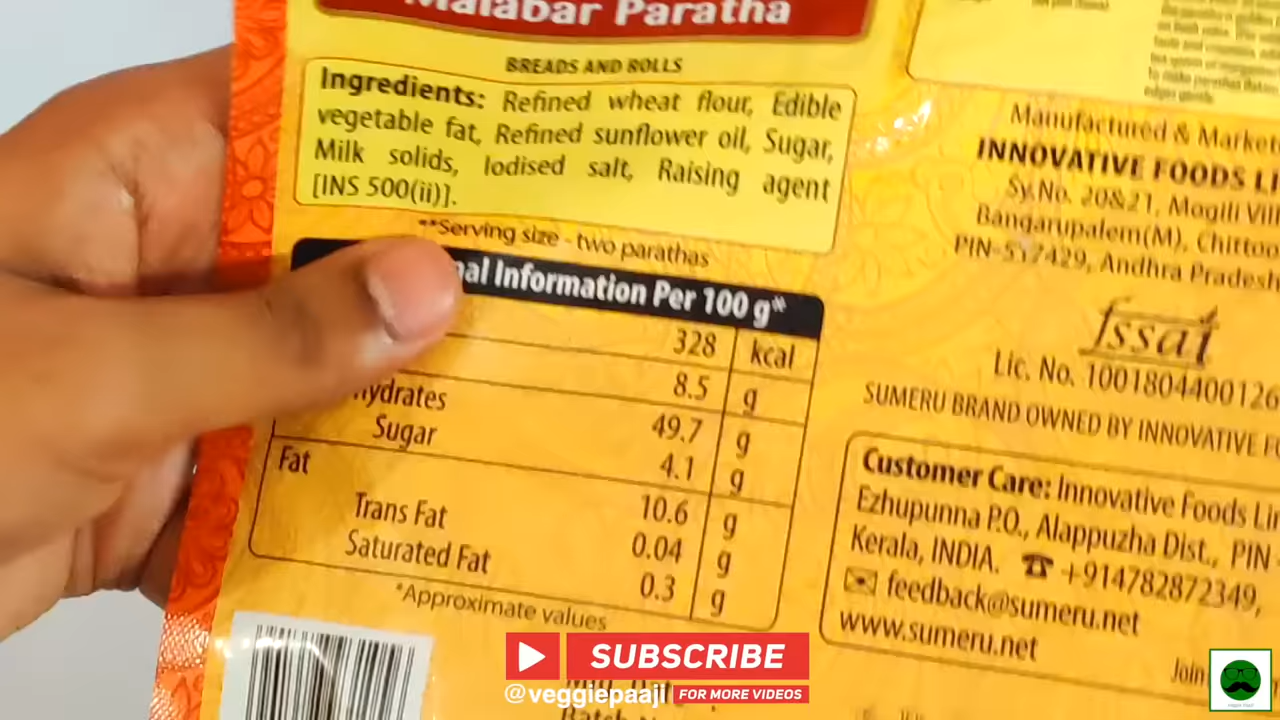 Malabar Paratha
BREADS AND ROLLS
Ingredients: Refined wheat flour, Edible
vegetable fat, Refined sunflower oil, Sugar,
Milk solids, Iodised salt, Raising agent
[INS 500(ii)].
**Serving size - two parathas
nal Information Per 100 g*
328 kcal
8.5 g
hydrates 49.7 g
Sugar 4.1 g
Fat 10.6 g
Trans Fat 0.04 g
Saturated Fat 0.3 g
*Approximate values
Manufactured & Markete
INNOVATIVE FOODS LI
Sy.No. 20&21, Mogili Vill
Bangarupalem(M), Chittoo
PIN-517429, Andhra Pradesh
fssai
Lic. No. 1001804400126
SUMERU BRAND OWNED BY INNOVATIVE F
Customer Care: Innovative Foods Lim
Ezhupunna P.O., Alappuzha Dist., PIN -
Kerala, INDIA. ☎ +914782872349,
feedback@sumeru.net
www.sumeru.net
Join
SUBSCRIBE
@veggiepaaji FOR MORE VIDEOS